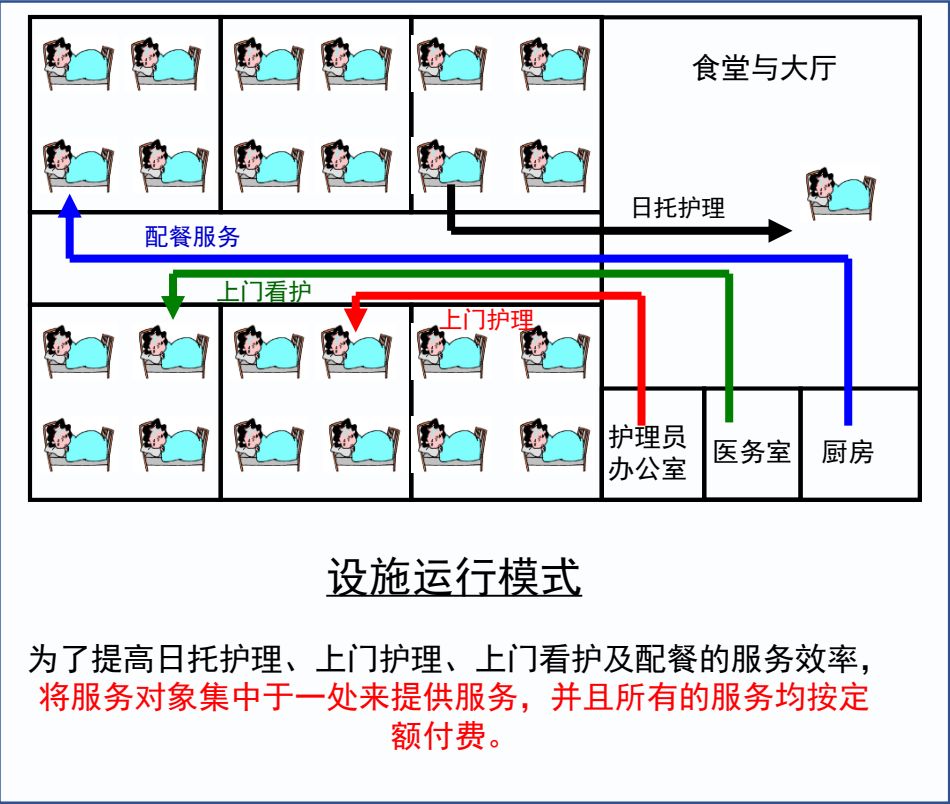 食堂与大厅
日托护理
配餐服务
上门看护
上门护理
护理员
办公室
医务室
厨房
设施运行模式
为了提高日托护理、上门护理、上门看护及配餐的服务效率，
将服务对象集中于一处来提供服务，并且所有的服务均按定
额付费。